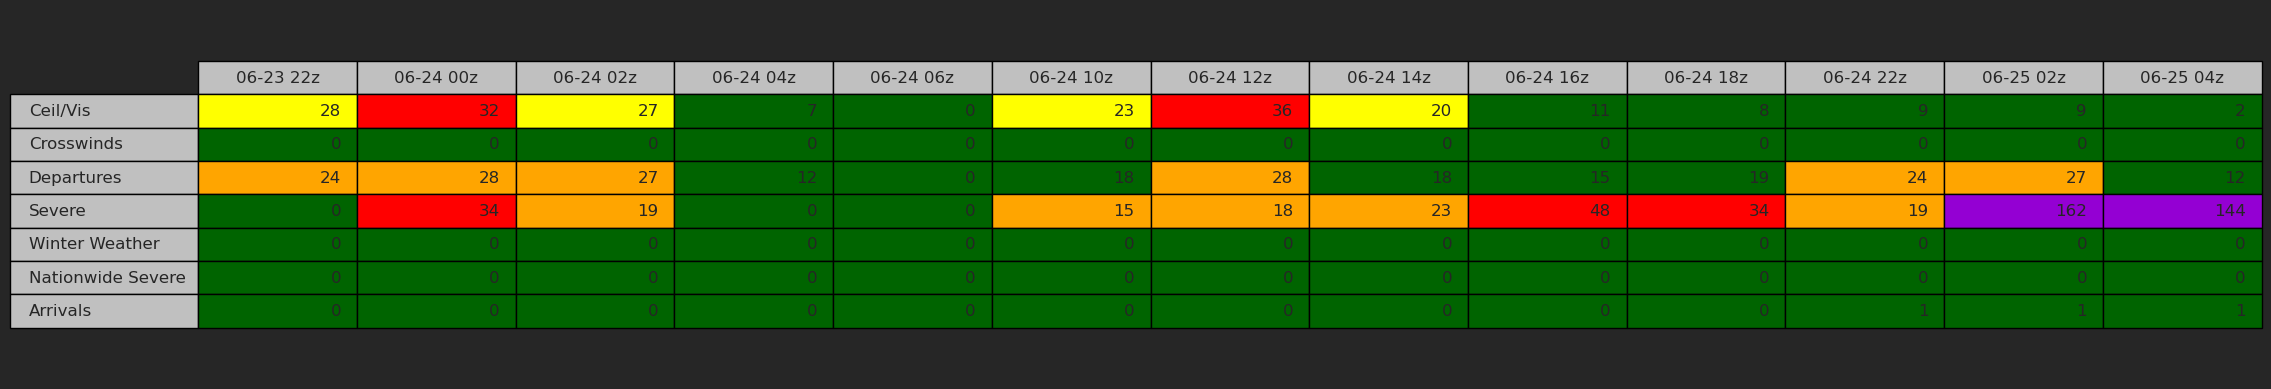 06-23 22z 06-24 00z 06-24 02z 06-24 04z 06-24 06z 06-24 10z 06-24 12z 06-24 14z 06-24 16z 06-24 18z 06-24 22z 06-25 02z 06-25 04z
Ceil/Vis 28 32 27 7 0 23 36 20 11 8 9 9 2
Crosswinds 0 0 0 0 0 0 0 0 0 0 0 0 0
Departures 24 28 27 12 0 18 28 18 15 19 24 27 12
Severe 0 34 19 0 0 15 18 23 48 34 19 162 144
Winter Weather 0 0 0 0 0 0 0 0 0 0 0 0 0
Nationwide Severe 0 0 0 0 0 0 0 0 0 0 0 0 0
Arrivals 0 0 0 0 0 0 0 0 0 0 1 1 1